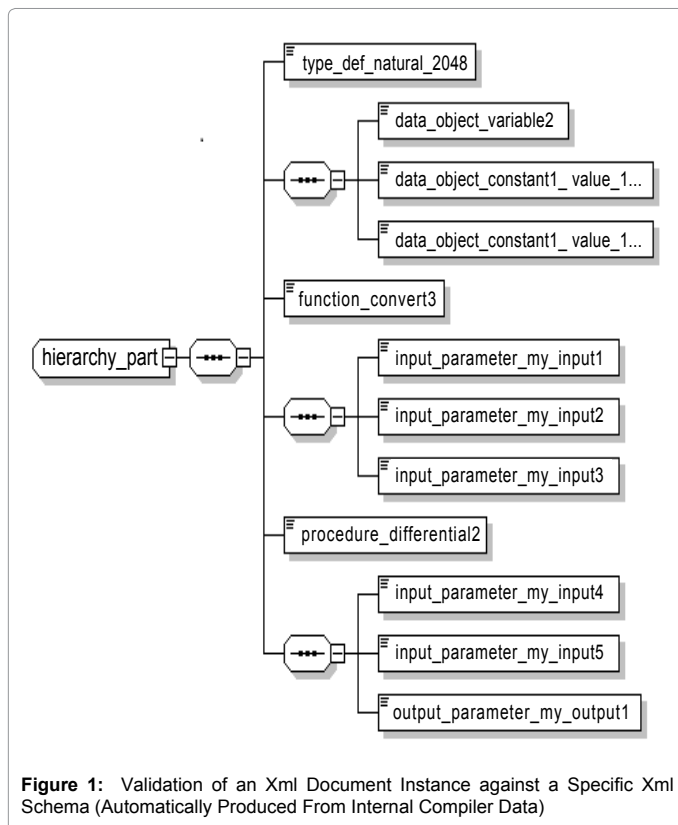 type_def_natural_2048
data_object_variable2
data_object_constant1_ value_1...
data_object_constant1_ value_1...
function_convert3
hierarchy_part
input_parameter_my_input1
input_parameter_my_input2
input_parameter_my_input3
procedure_differential2
input_parameter_my_input4
input_parameter_my_input5
output_parameter_my_output1
Figure 1: Validation of an Xml Document Instance against a Specific Xml
Schema (Automatically Produced From Internal Compiler Data)